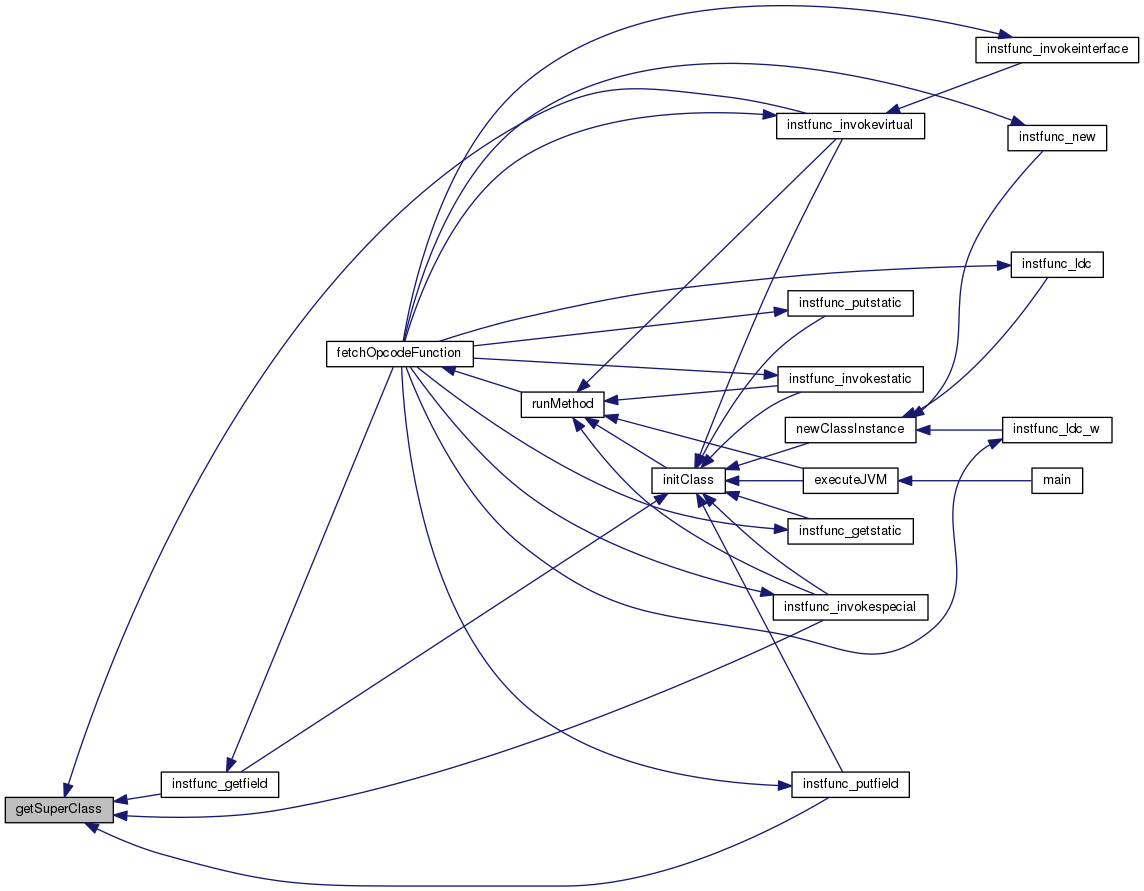 instfunc_invokeinterface
instfunc_invokevirtual
instfunc_new
instfunc_ldc
instfunc_putstatic
fetchOpcodeFunction
instfunc_invokestatic
runMethod
newClassInstance
instfunc_ldc_w
initClass
executeJVM
main
instfunc_getstatic
instfunc_invokespecial
instfunc_getfield
instfunc_putfield
getSuperClass